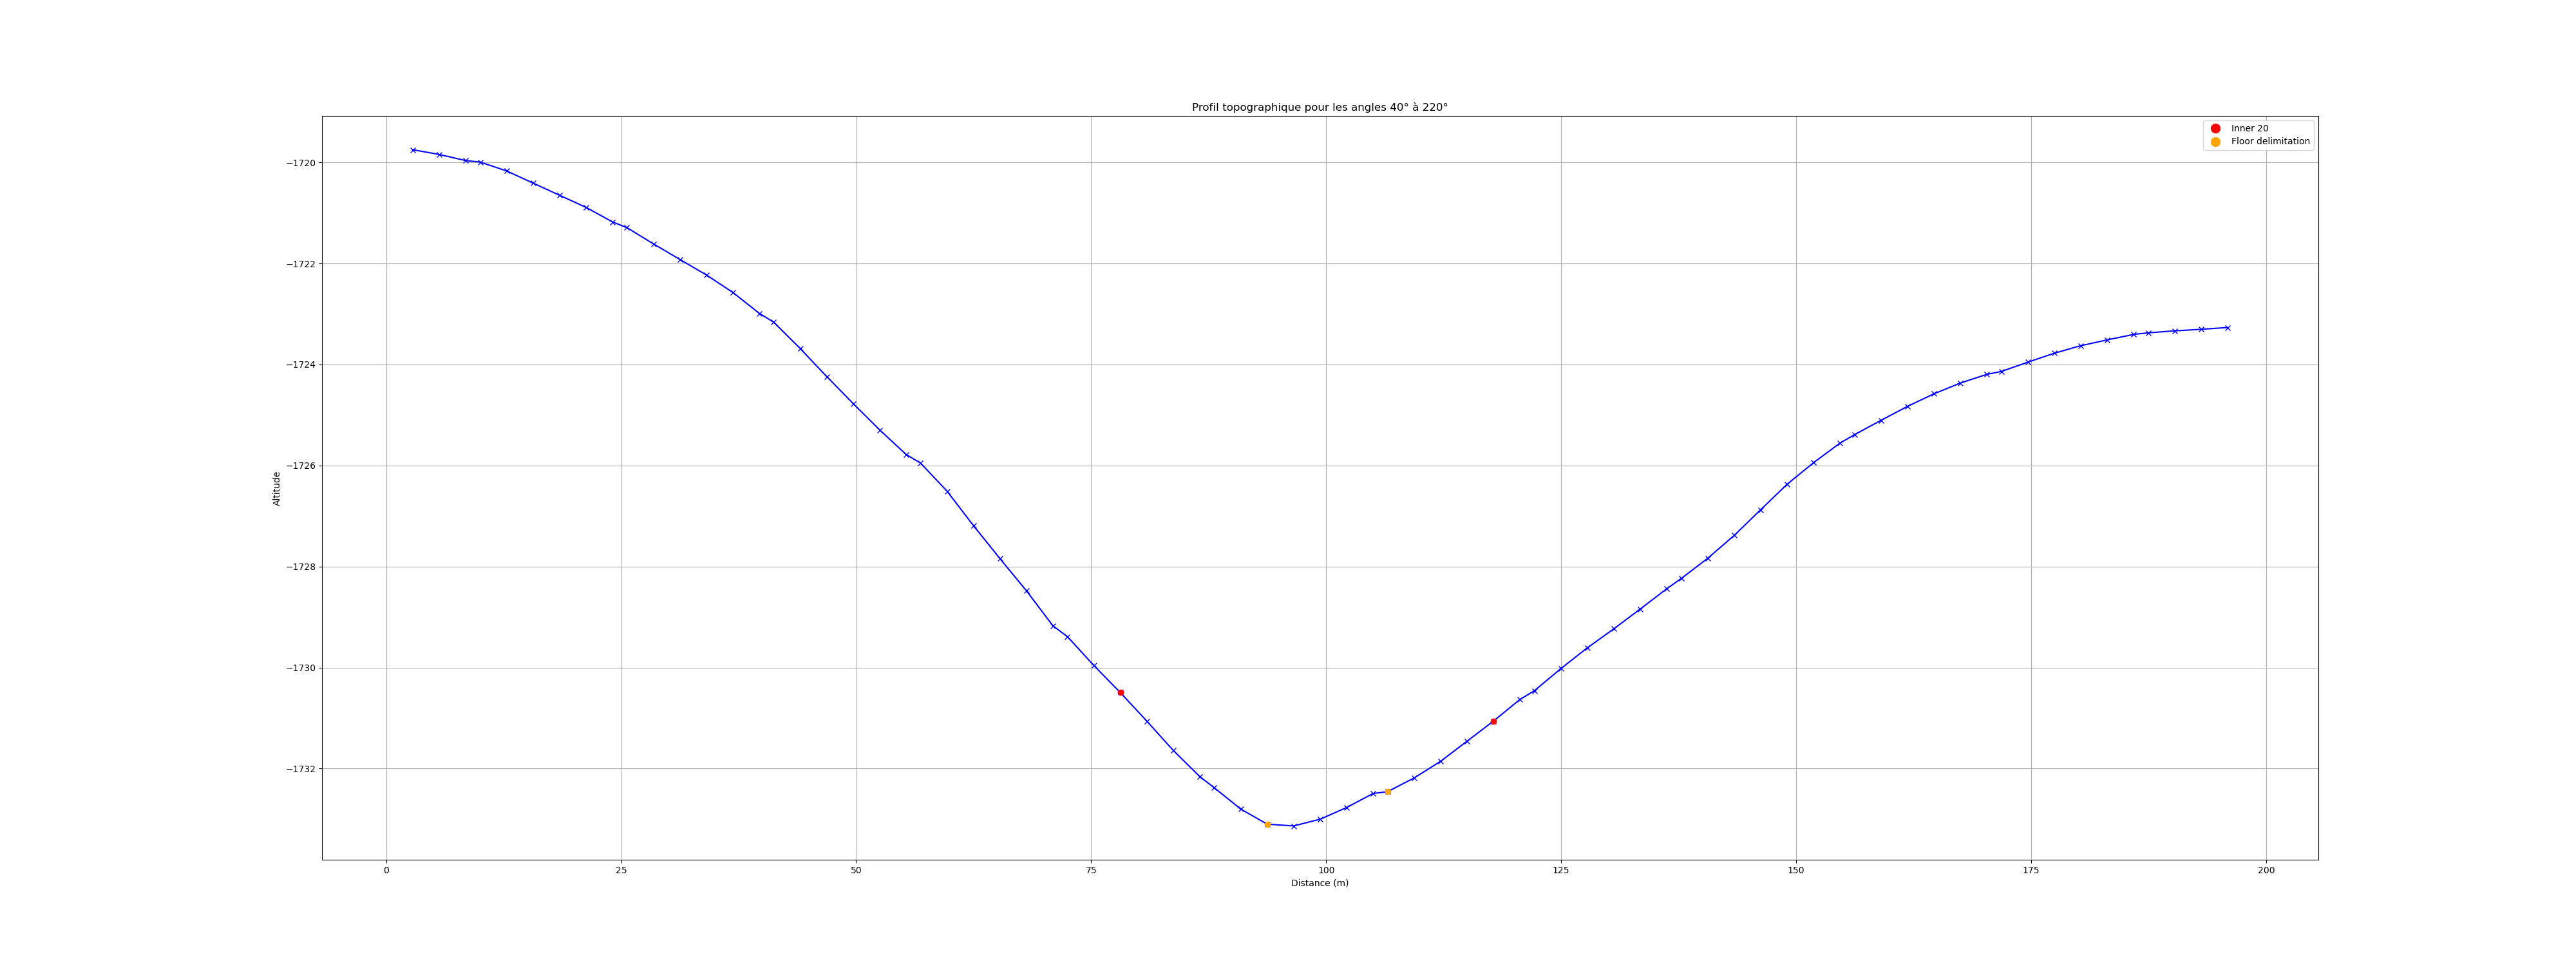 Profil topographique pour les angles 40° à 220°
Inner 20
Floor delimitation
−1720
−1722
−1724
−1726
−1728
−1730
−1732
Altitude
0 25 50 75 100 125 150 175 200
Distance (m)